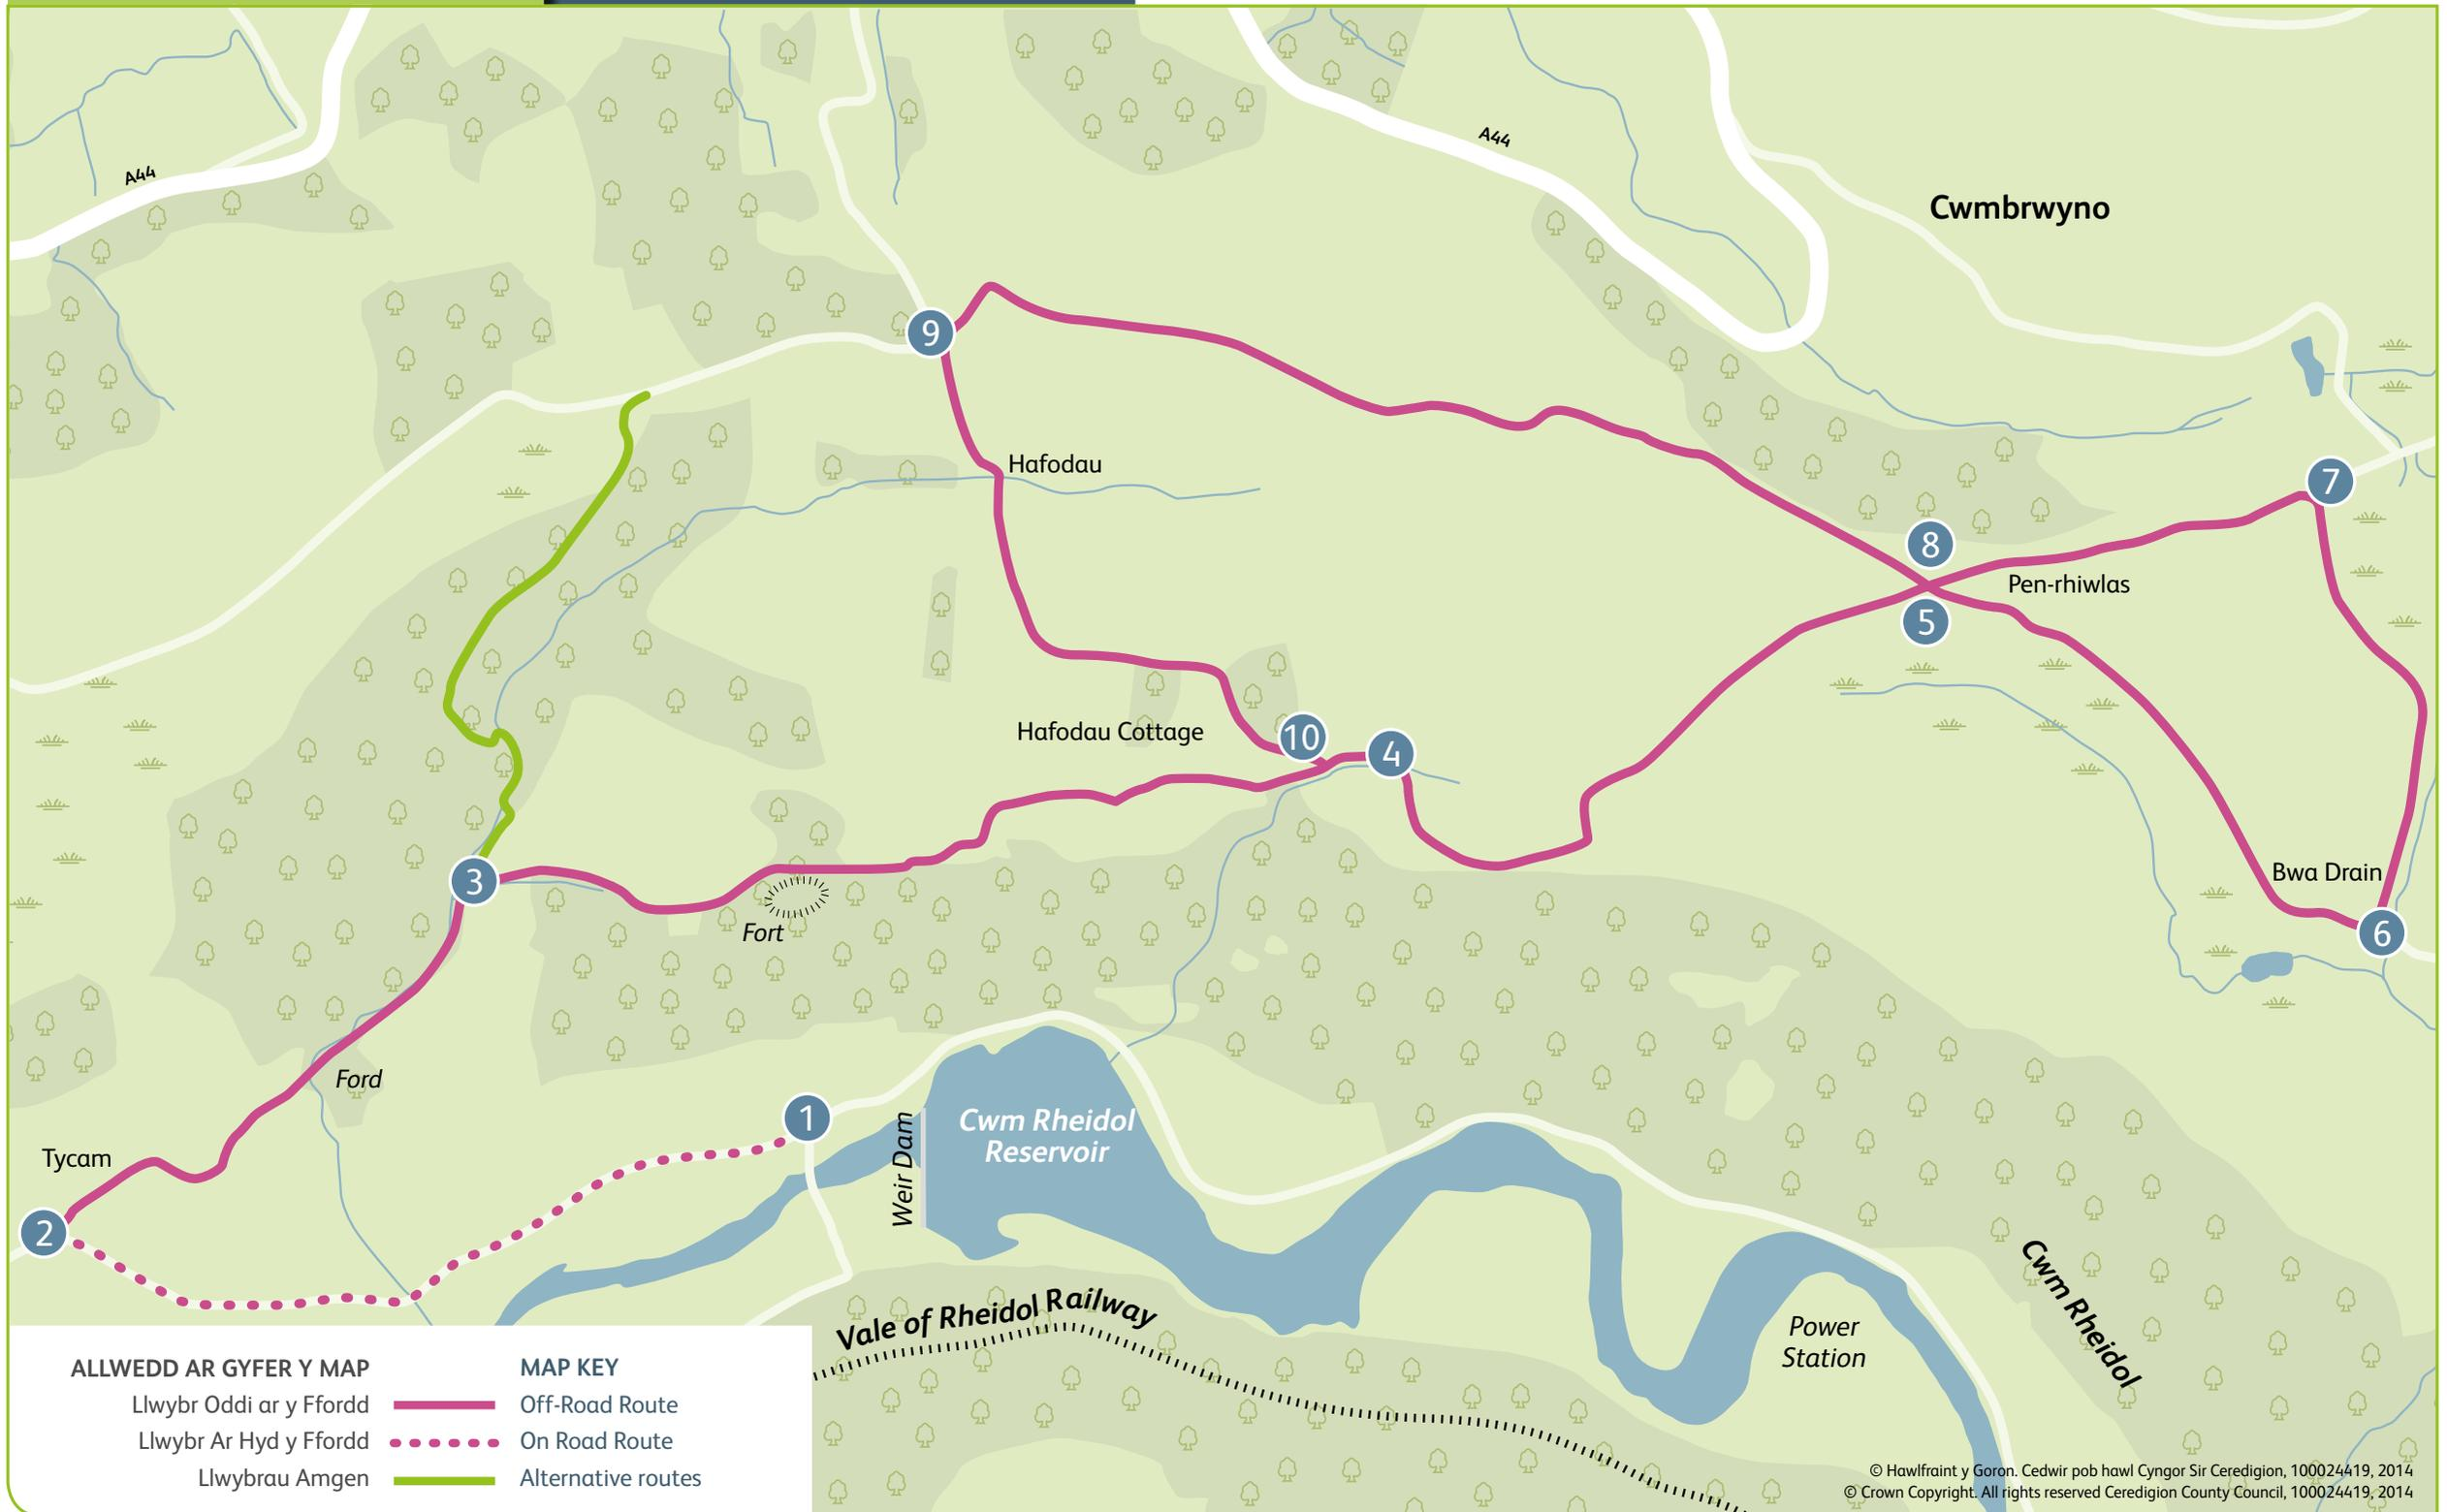 A44
A44
Cwmbrwyno
9
Hafodau
7
8
Pen-rhiwlas
5
Hafodau Cottage
10
4
3
Bwa Drain
Fort
6
Ford
1
Cwm Rheidol
Reservoir
Weir Dam
Tycam
2
Vale of Rheidol Railway
Power
Station
Cwm Rheidol
ALLWEDD AR GYFER Y MAP MAP KEY
Llwybr Oddi ar y Ffordd Off-Road Route
Llwybr Ar Hyd y Ffordd On Road Route
Llwybrau Amgen Alternative routes
© Hawlfraint y Goron. Cedwir pob hawl Cyngor Sir Ceredigion, 100024419, 2014
© Crown Copyright. All rights reserved Ceredigion County Council, 100024419, 2014